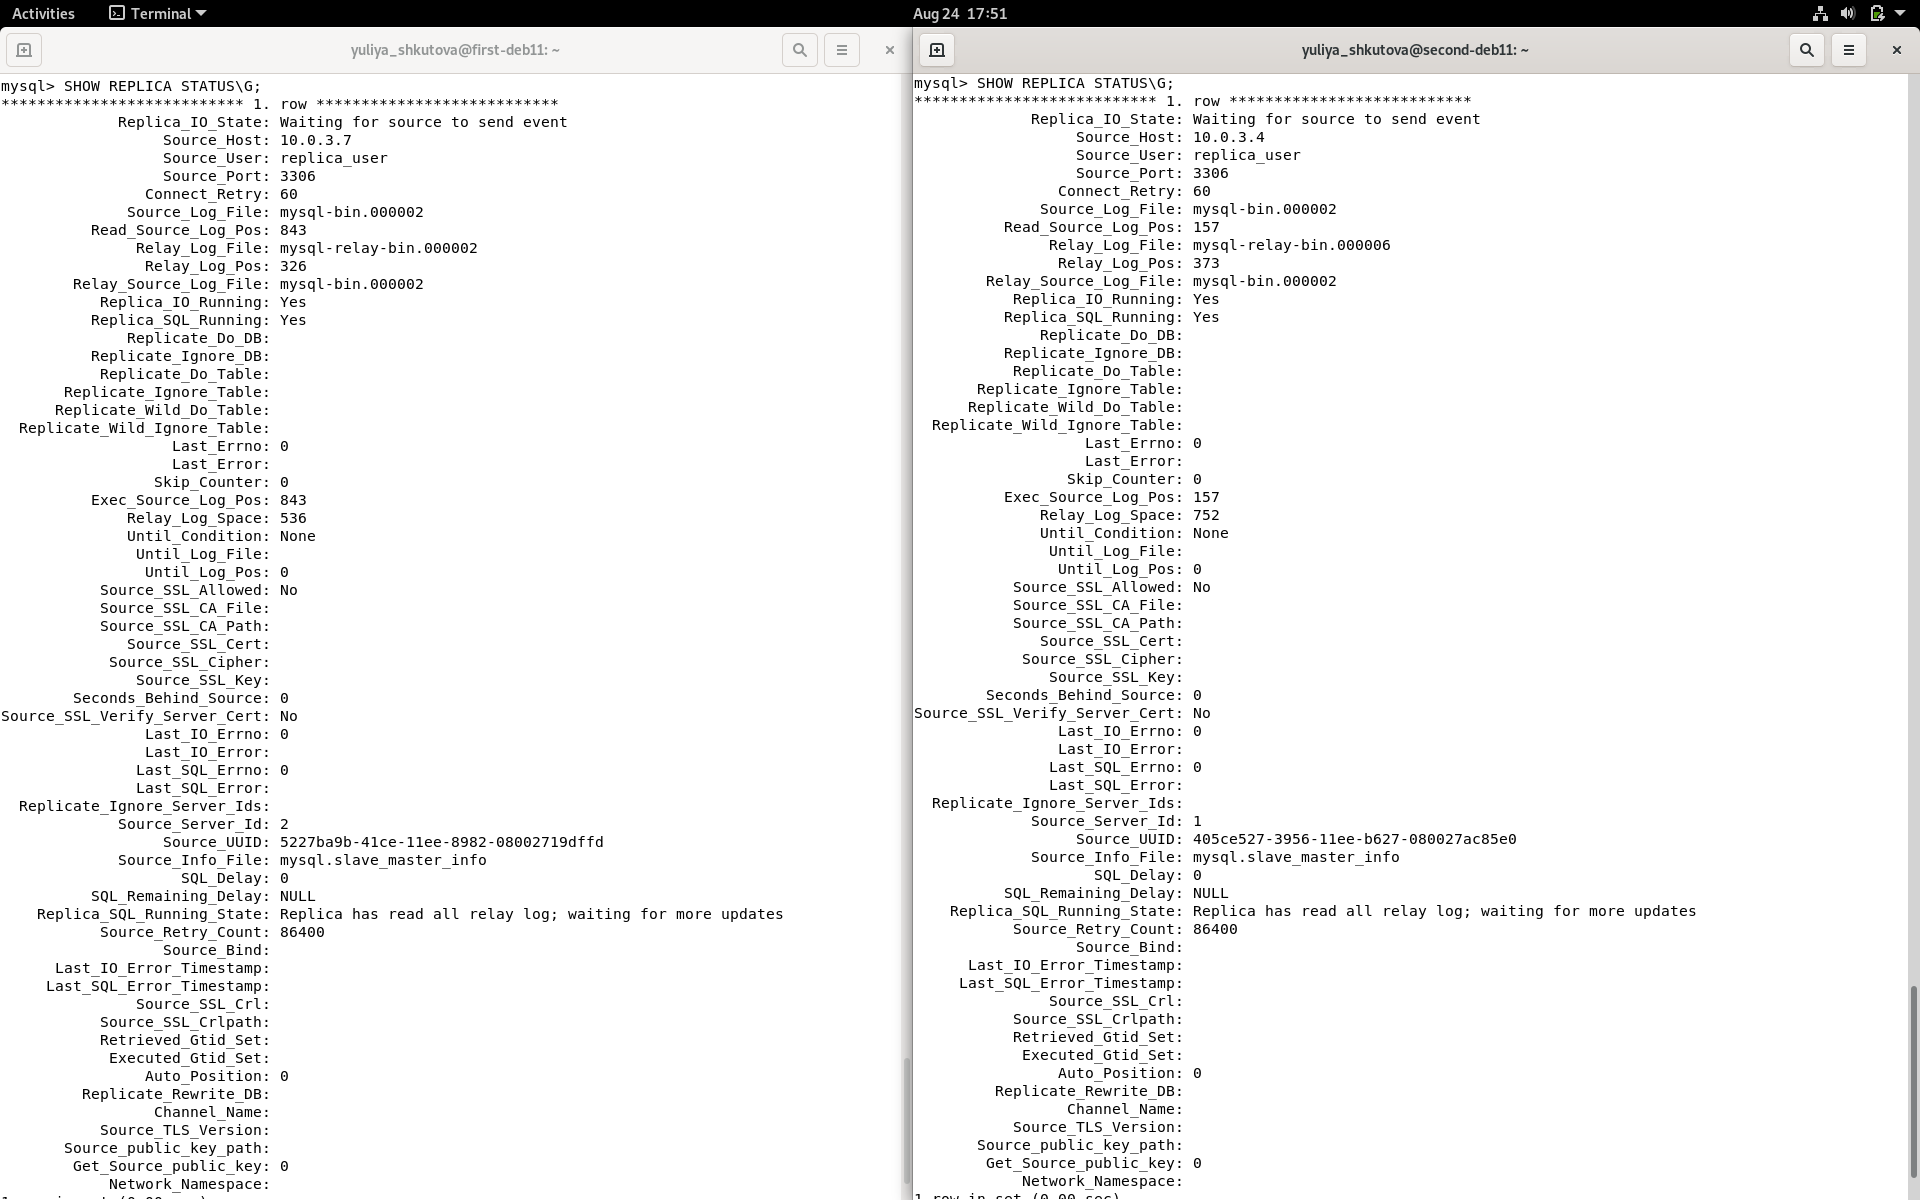 Activities Terminal Aug 24 17:51
yuliya_shkutova@first-deb11: ~
mysql> SHOW REPLICA STATUS\G;
*************************** 1. row ***************************
Replica_IO_State: Waiting for source to send event
Source_Host: 10.0.3.7
Source_User: replica_user
Source_Port: 3306
Connect_Retry: 60
Source_Log_File: mysql-bin.000002
Read_Source_Log_Pos: 843
Relay_Log_File: mysql-relay-bin.000002
Relay_Log_Pos: 326
Relay_Source_Log_File: mysql-bin.000002
Replica_IO_Running: Yes
Replica_SQL_Running: Yes
Replicate_Do_DB:
Replicate_Ignore_DB:
Replicate_Do_Table:
Replicate_Ignore_Table:
Replicate_Wild_Do_Table:
Replicate_Wild_Ignore_Table:
Last_Errno: 0
Last_Error:
Skip_Counter: 0
Exec_Source_Log_Pos: 843
Relay_Log_Space: 536
Until_Condition: None
Until_Log_File:
Until_Log_Pos: 0
Source_SSL_Allowed: No
Source_SSL_CA_File:
Source_SSL_CA_Path:
Source_SSL_Cert:
Source_SSL_Cipher:
Source_SSL_Key:
Seconds_Behind_Source: 0
Source_SSL_Verify_Server_Cert: No
Last_IO_Errno: 0
Last_IO_Error:
Last_SQL_Errno: 0
Last_SQL_Error:
Replicate_Ignore_Server_Ids:
Source_Server_Id: 2
Source_UUID: 5227ba9b-41ce-11ee-8982-08002719dffd
Source_Info_File: mysql.slave_master_info
SQL_Delay: 0
SQL_Remaining_Delay: NULL
Replica_SQL_Running_State: Replica has read all relay log; waiting for more updates
Source_Retry_Count: 86400
Source_Bind:
Last_IO_Error_Timestamp:
Last_SQL_Error_Timestamp:
Source_SSL_Crl:
Source_SSL_Crlpath:
Retrieved_Gtid_Set:
Executed_Gtid_Set:
Auto_Position: 0
Replicate_Rewrite_DB:
Channel_Name:
Source_TLS_Version:
Source_public_key_path:
Get_Source_public_key: 0
Network_Namespace:
yuliya_shkutova@second-deb11: ~
mysql> SHOW REPLICA STATUS\G;
*************************** 1. row ***************************
Replica_IO_State: Waiting for source to send event
Source_Host: 10.0.3.4
Source_User: replica_user
Source_Port: 3306
Connect_Retry: 60
Source_Log_File: mysql-bin.000002
Read_Source_Log_Pos: 157
Relay_Log_File: mysql-relay-bin.000006
Relay_Log_Pos: 373
Relay_Source_Log_File: mysql-bin.000002
Replica_IO_Running: Yes
Replica_SQL_Running: Yes
Replicate_Do_DB:
Replicate_Ignore_DB:
Replicate_Do_Table:
Replicate_Ignore_Table:
Replicate_Wild_Do_Table:
Replicate_Wild_Ignore_Table:
Last_Errno: 0
Last_Error:
Skip_Counter: 0
Exec_Source_Log_Pos: 157
Relay_Log_Space: 752
Until_Condition: None
Until_Log_File:
Until_Log_Pos: 0
Source_SSL_Allowed: No
Source_SSL_CA_File:
Source_SSL_CA_Path:
Source_SSL_Cert:
Source_SSL_Cipher:
Source_SSL_Key:
Seconds_Behind_Source: 0
Source_SSL_Verify_Server_Cert: No
Last_IO_Errno: 0
Last_IO_Error:
Last_SQL_Errno: 0
Last_SQL_Error:
Replicate_Ignore_Server_Ids:
Source_Server_Id: 1
Source_UUID: 405ce527-3956-11ee-b627-080027ac85e0
Source_Info_File: mysql.slave_master_info
SQL_Delay: 0
SQL_Remaining_Delay: NULL
Replica_SQL_Running_State: Replica has read all relay log; waiting for more updates
Source_Retry_Count: 86400
Source_Bind:
Last_IO_Error_Timestamp:
Last_SQL_Error_Timestamp:
Source_SSL_Crl:
Source_SSL_Crlpath:
Retrieved_Gtid_Set:
Executed_Gtid_Set:
Auto_Position: 0
Replicate_Rewrite_DB:
Channel_Name:
Source_TLS_Version:
Source_public_key_path:
Get_Source_public_key: 0
Network_Namespace:
1 row in set (0.00 sec)